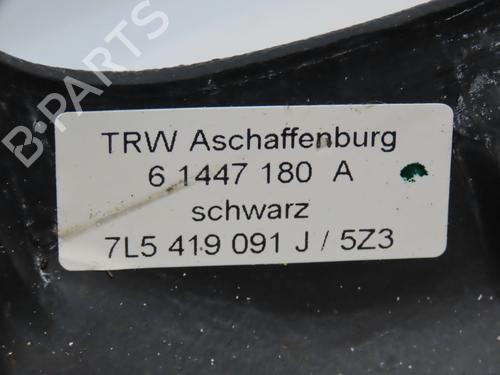 B-PARTS
TRW Aschaffenburg
6 1447 180 A
schwarz
7L5 419 091 J / 5Z3